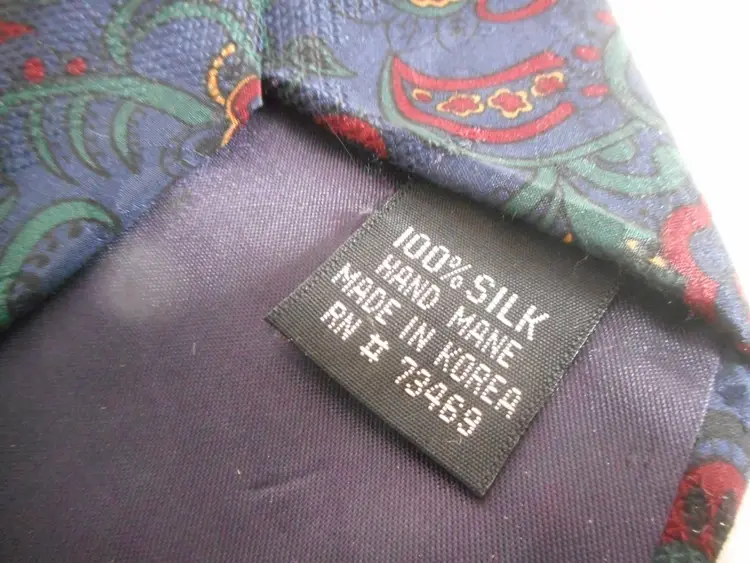 100% SILK
HAND MANE
MADE IN KOREA
RN # 73469